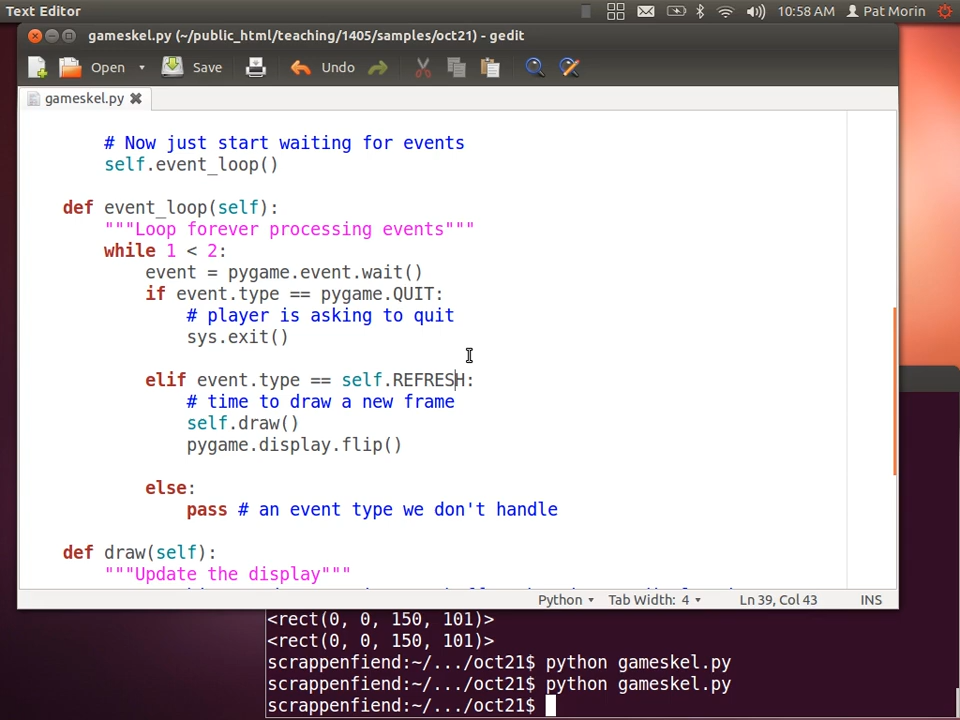 Text Editor
10:58 AM
Pat Morin
gameskel.py (~/public_html/teaching/1405/samples/oct21) - gedit
Open
Save
Undo
gameskel.py
# Now just start waiting for events
self.event_loop()
def event_loop(self):
"""Loop forever processing events"""
while 1 < 2:
event = pygame.event.wait()
if event.type == pygame.QUIT:
# player is asking to quit
sys.exit()
elif event.type == self.REFRESH:
# time to draw a new frame
self.draw()
pygame.display.flip()
else:
pass # an event type we don't handle
def draw(self):
"""Update the display"""
Python
Tab Width: 4
Ln 39, Col 43
INS
<rect(0, 0, 150, 101)>
<rect(0, 0, 150, 101)>
scrappenfiend:~/.../oct21$ python gameskel.py
scrappenfiend:~/.../oct21$ python gameskel.py
scrappenfiend:~/.../oct21$